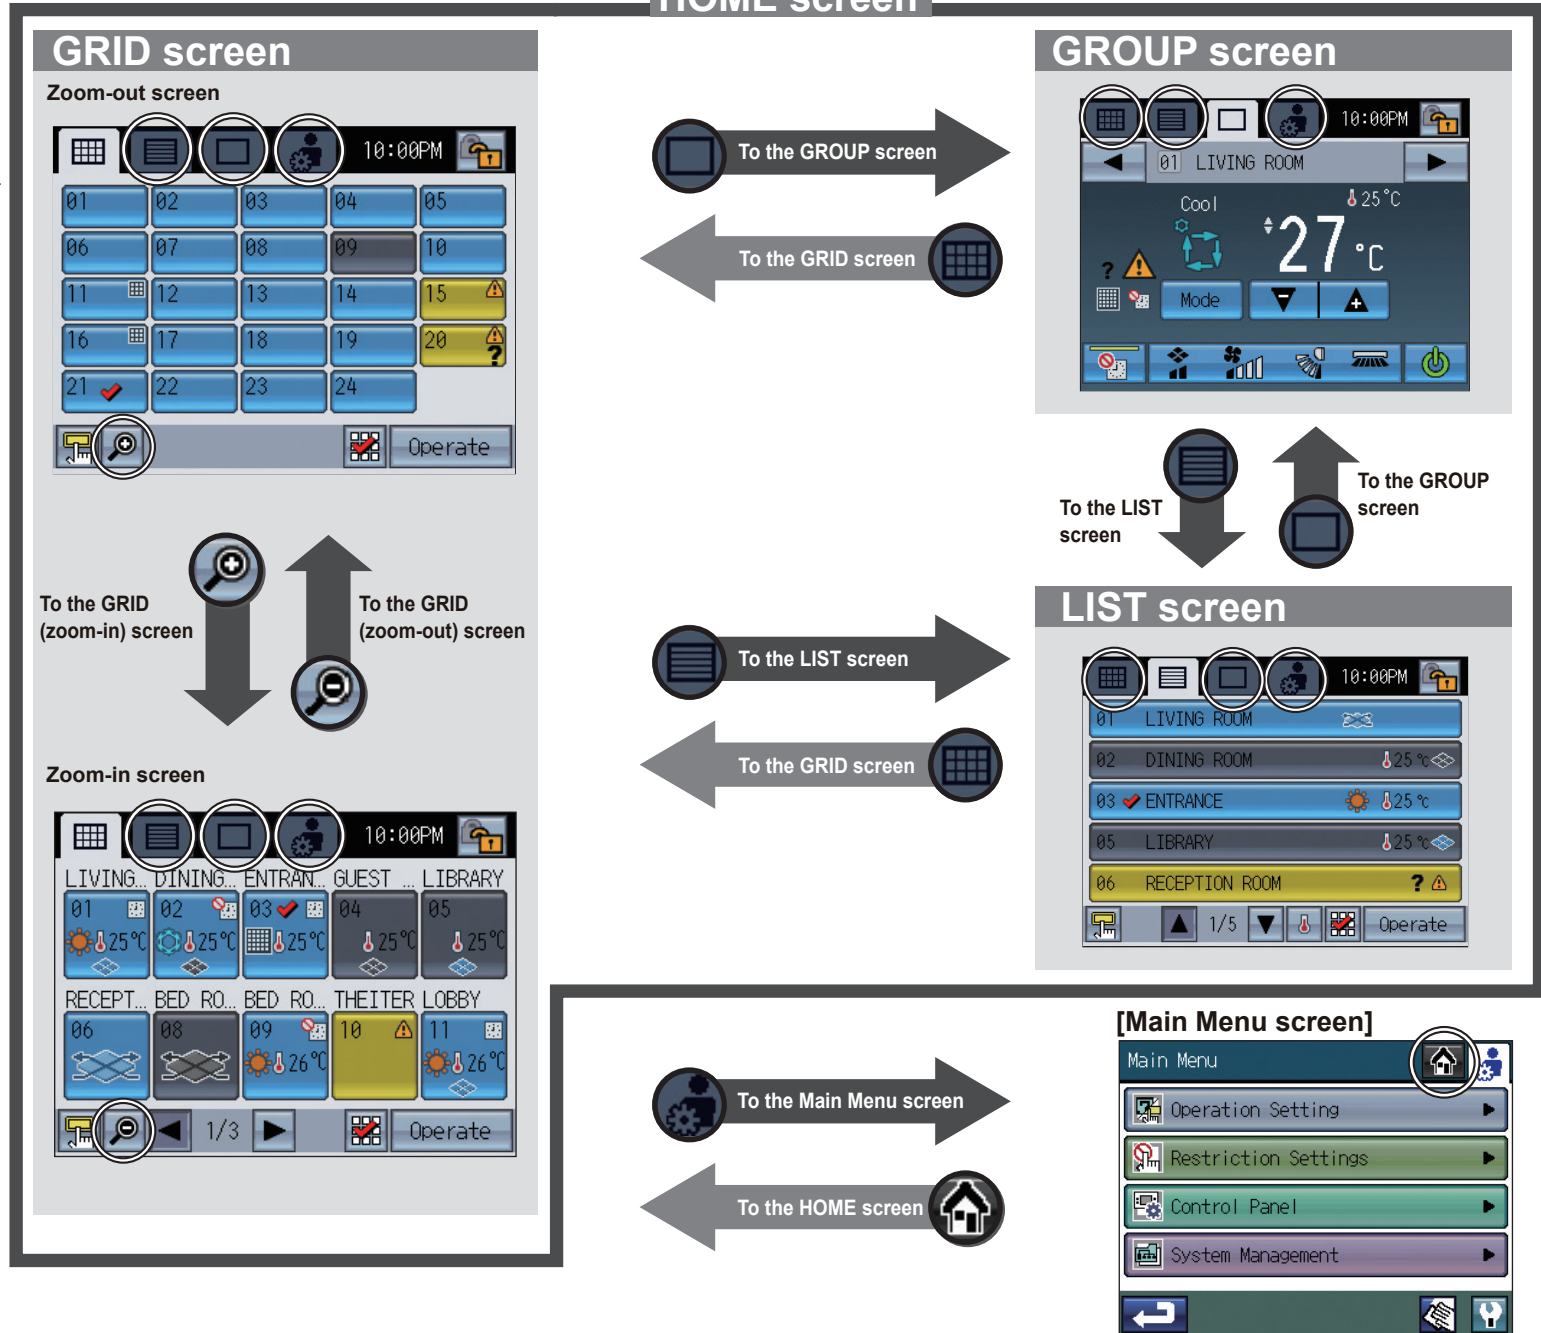 HOME screen
GRID screen
Zoom-out screen
10:00PM
01 02 03 04 05
06 07 08 09 10
11 12 13 14 15
16 17 18 19 20 ?
21 22 23 24
Operate
To the GRID
(zoom-in) screen
To the GRID
(zoom-out) screen
Zoom-in screen
10:00PM
LIVING... DINING... ENTRAN... GUEST ... LIBRARY
01 02 03 04 05
25°C 25°C 25°C 25°C 25°C
RECEPT... BED RO... BED RO... THEITER LOBBY
06 08 09 10 11
26°C 26°C
1/3 Operate
To the GROUP screen
To the GRID screen
To the LIST screen
To the GRID screen
To the Main Menu screen
To the HOME screen
GROUP screen
10:00PM
01 LIVING ROOM
Cool 25°C
27°C
?
Mode
To the LIST
screen
To the GROUP
screen
LIST screen
10:00PM
01 LIVING ROOM
02 DINING ROOM 25℃
03 ENTRANCE 25℃
05 LIBRARY 25℃
06 RECEPTION ROOM ?
1/5 Operate
[Main Menu screen]
Main Menu
Operation Setting
Restriction Settings
Control Panel
System Management